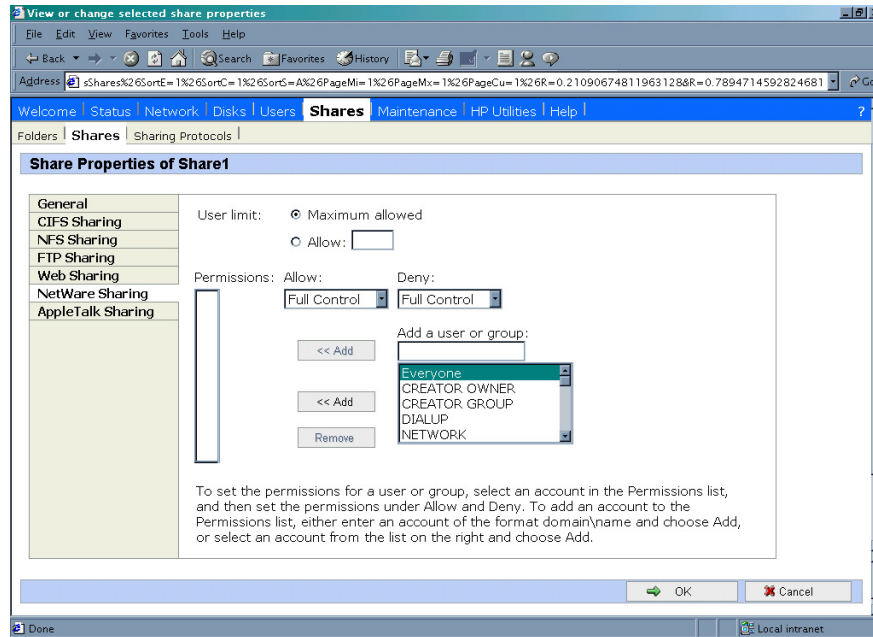 View or change selected share properties
File Edit View Favorites Tools Help
Back Search Favorites History
Address sShares%26SortE=1%26SortC=1%26SortS=A%26PageMi=1%26PageMx=1%26PageCu=1%26R=0.21090674811963128&R=0.7894714592824681 Go
Welcome | Status | Network | Disks | Users | Shares | Maintenance | HP Utilities | Help | ?
Folders | Shares | Sharing Protocols |
Share Properties of Share1
General
CIFS Sharing
NFS Sharing
FTP Sharing
Web Sharing
NetWare Sharing
AppleTalk Sharing
User limit: Maximum allowed
Allow:
Permissions: Allow: Deny:
Full Control Full Control
Add a user or group:
<< Add
Everyone
CREATOR OWNER
<< Add
CREATOR GROUP
DIALUP
Remove
NETWORK
To set the permissions for a user or group, select an account in the Permissions list,
and then set the permissions under Allow and Deny. To add an account to the
Permissions list, either enter an account of the format domain\name and choose Add,
or select an account from the list on the right and choose Add.
OK Cancel
Done Local intranet